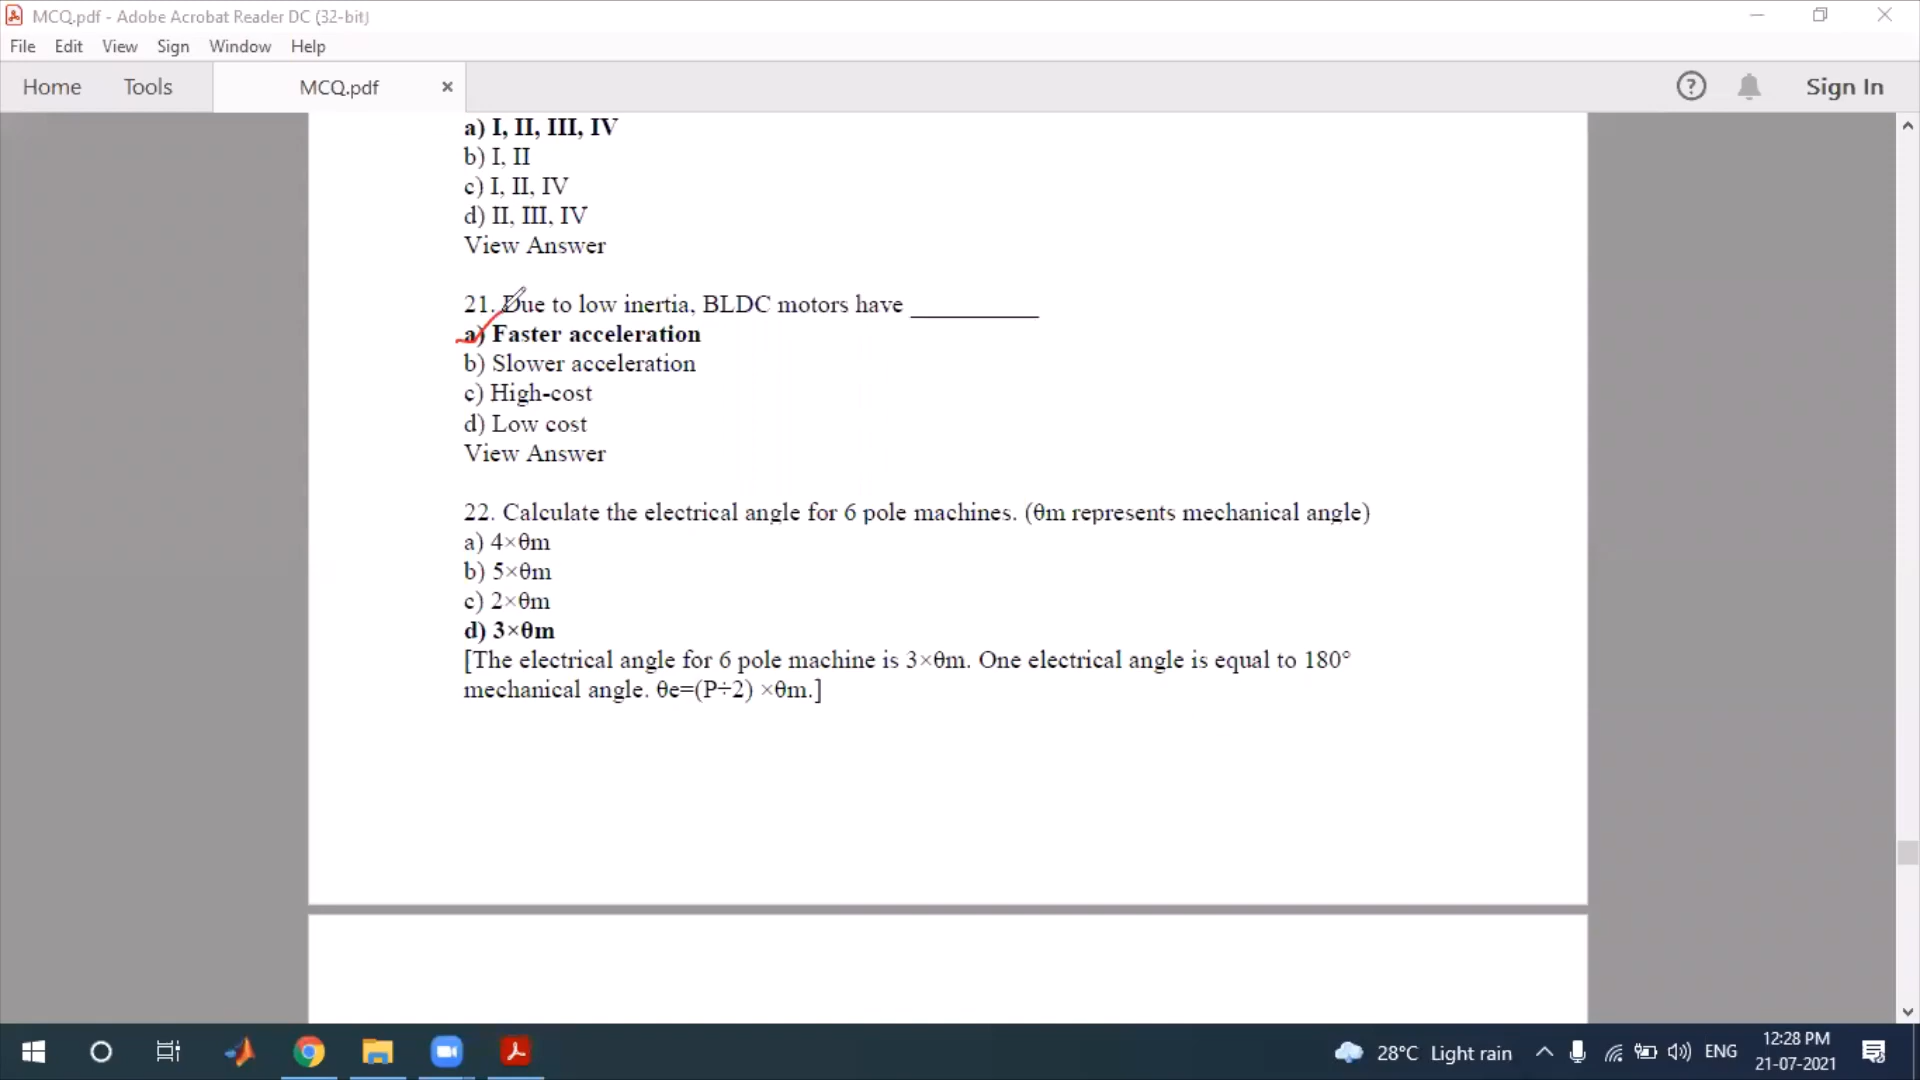 MCQ.pdf - Adobe Acrobat Reader DC (32-bit)
File Edit View Sign Window Help
Home Tools MCQ.pdf × ? Sign In
a) I, II, III, IV
b) I, II
c) I, II, IV
d) II, III, IV
View Answer
21. Due to low inertia, BLDC motors have __________
a) Faster acceleration
b) Slower acceleration
c) High-cost
d) Low cost
View Answer
22. Calculate the electrical angle for 6 pole machines. (θm represents mechanical angle)
a) 4×θm
b) 5×θm
c) 2×θm
d) 3×θm
[The electrical angle for 6 pole machine is 3×θm. One electrical angle is equal to 180°
mechanical angle. θe=(P÷2) ×θm.]
28°C Light rain ENG 12:28 PM
21-07-2021